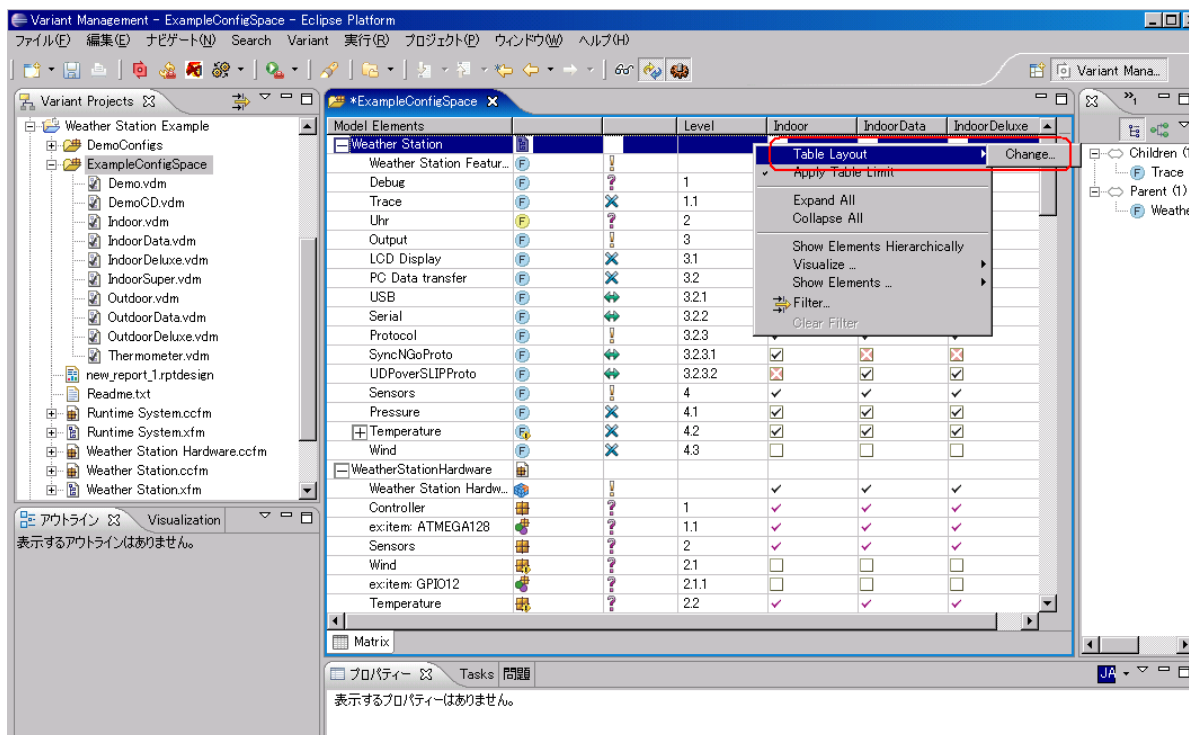 Variant Management - ExampleConfigSpace - Eclipse Platform
ファイル(F) 編集(E) ナビゲート(N) Search Variant 実行(R) プロジェクト(P) ウィンドウ(W) ヘルプ(H)
Variant Mana...
Variant Projects
Weather Station Example
DemoConfigs
ExampleConfigSpace
Demo.vdm
DemoCD.vdm
Indoor.vdm
IndoorData.vdm
IndoorDeluxe.vdm
IndoorSuper.vdm
Outdoor.vdm
OutdoorData.vdm
OutdoorDeluxe.vdm
Thermometer.vdm
new_report_1.rptdesign
Readme.txt
Runtime System.ccfm
Runtime System.xfm
Weather Station Hardware.ccfm
Weather Station.ccfm
Weather Station.xfm
アウトライン Visualization
表示するアウトラインはありません。
*ExampleConfigSpace
Model Elements Level Indoor IndoorData IndoorDeluxe
Weather Station
Weather Station Featur...
Debug 1
Trace 1.1
Uhr 2
Output 3
LCD Display 3.1
PC Data transfer 3.2
USB 3.2.1
Serial 3.2.2
Protocol 3.2.3
SyncNGoProto 3.2.3.1
UDPoverSLIPProto 3.2.3.2
Sensors 4
Pressure 4.1
Temperature 4.2
Wind 4.3
WeatherStationHardware
Weather Station Hardw...
Controller 1
ex:item: ATMEGA128 1.1
Sensors 2
Wind 2.1
ex:item: GPIO12 2.1.1
Temperature 2.2
Matrix
Table Layout
Change...
Apply Table Limit
Expand All
Collapse All
Show Elements Hierarchically
Visualize ...
Show Elements ...
Filter...
Clear Filter
1
Children (1
Trace
Parent (1)
Weathe
プロパティー Tasks 問題
JA
表示するプロパティーはありません。